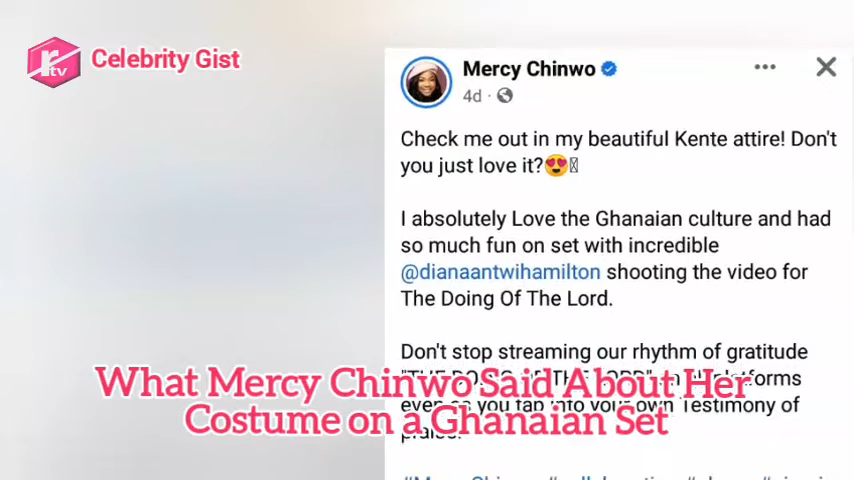 rtv
Celebrity Gist
Mercy Chinwo
4d ·
Check me out in my beautiful Kente attire! Don't
you just love it?😍
I absolutely Love the Ghanaian culture and had
so much fun on set with incredible
@dianaantwihamilton shooting the video for
The Doing Of The Lord.
Don't stop streaming our rhythm of gratitude
What Mercy Chinwo Said About Her
Costume on a Ghanaian Set